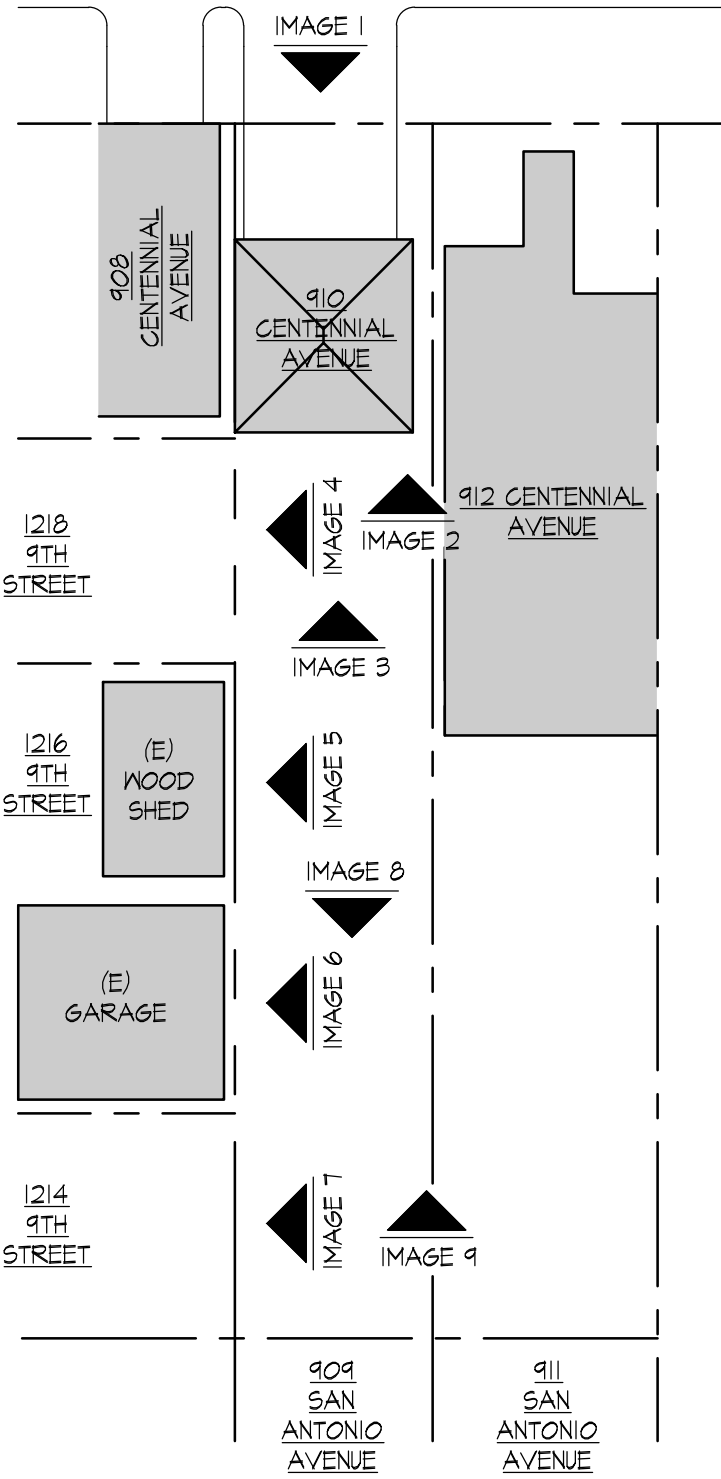 IMAGE 1
908
CENTENNIAL
AVENUE
910
CENTENNIAL
AVENUE
912 CENTENNIAL
AVENUE
IMAGE 4
IMAGE 2
1218
9TH
STREET
IMAGE 3
1216
9TH
STREET
(E)
WOOD
SHED
IMAGE 5
IMAGE 8
(E)
GARAGE
IMAGE 6
1214
9TH
STREET
IMAGE 7
IMAGE 9
909
SAN
ANTONIO
AVENUE
911
SAN
ANTONIO
AVENUE